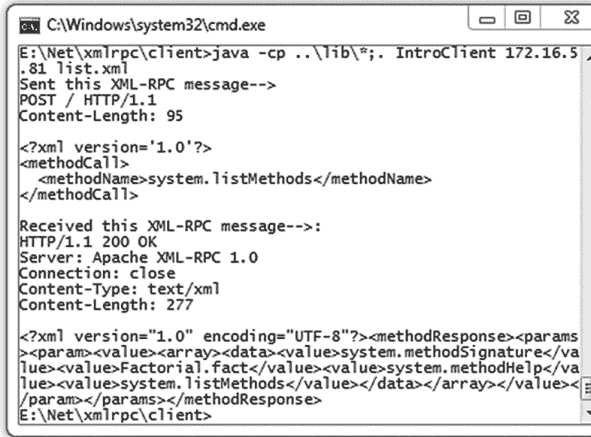 C:\Windows\system32\cmd.exe
E:\Net\xmlrpc\client>java -cp ..\lib\*;. IntroClient 172.16.5
.81 list.xml
Sent this XML-RPC message-->
POST / HTTP/1.1
Content-Length: 95
<?xml version='1.0'?>
<methodCall>
  <methodName>system.listMethods</methodName>
</methodCall>
Received this XML-RPC message-->:
HTTP/1.1 200 OK
Server: Apache XML-RPC 1.0
Connection: close
Content-Type: text/xml
Content-Length: 277
<?xml version="1.0" encoding="UTF-8"?><methodResponse><params
><param><value><array><data><value>system.methodSignature</va
lue><value>Factorial.fact</value><value>system.methodHelp</va
lue><value>system.listMethods</value></data></array></value><
/param></params></methodResponse>
E:\Net\xmlrpc\client>